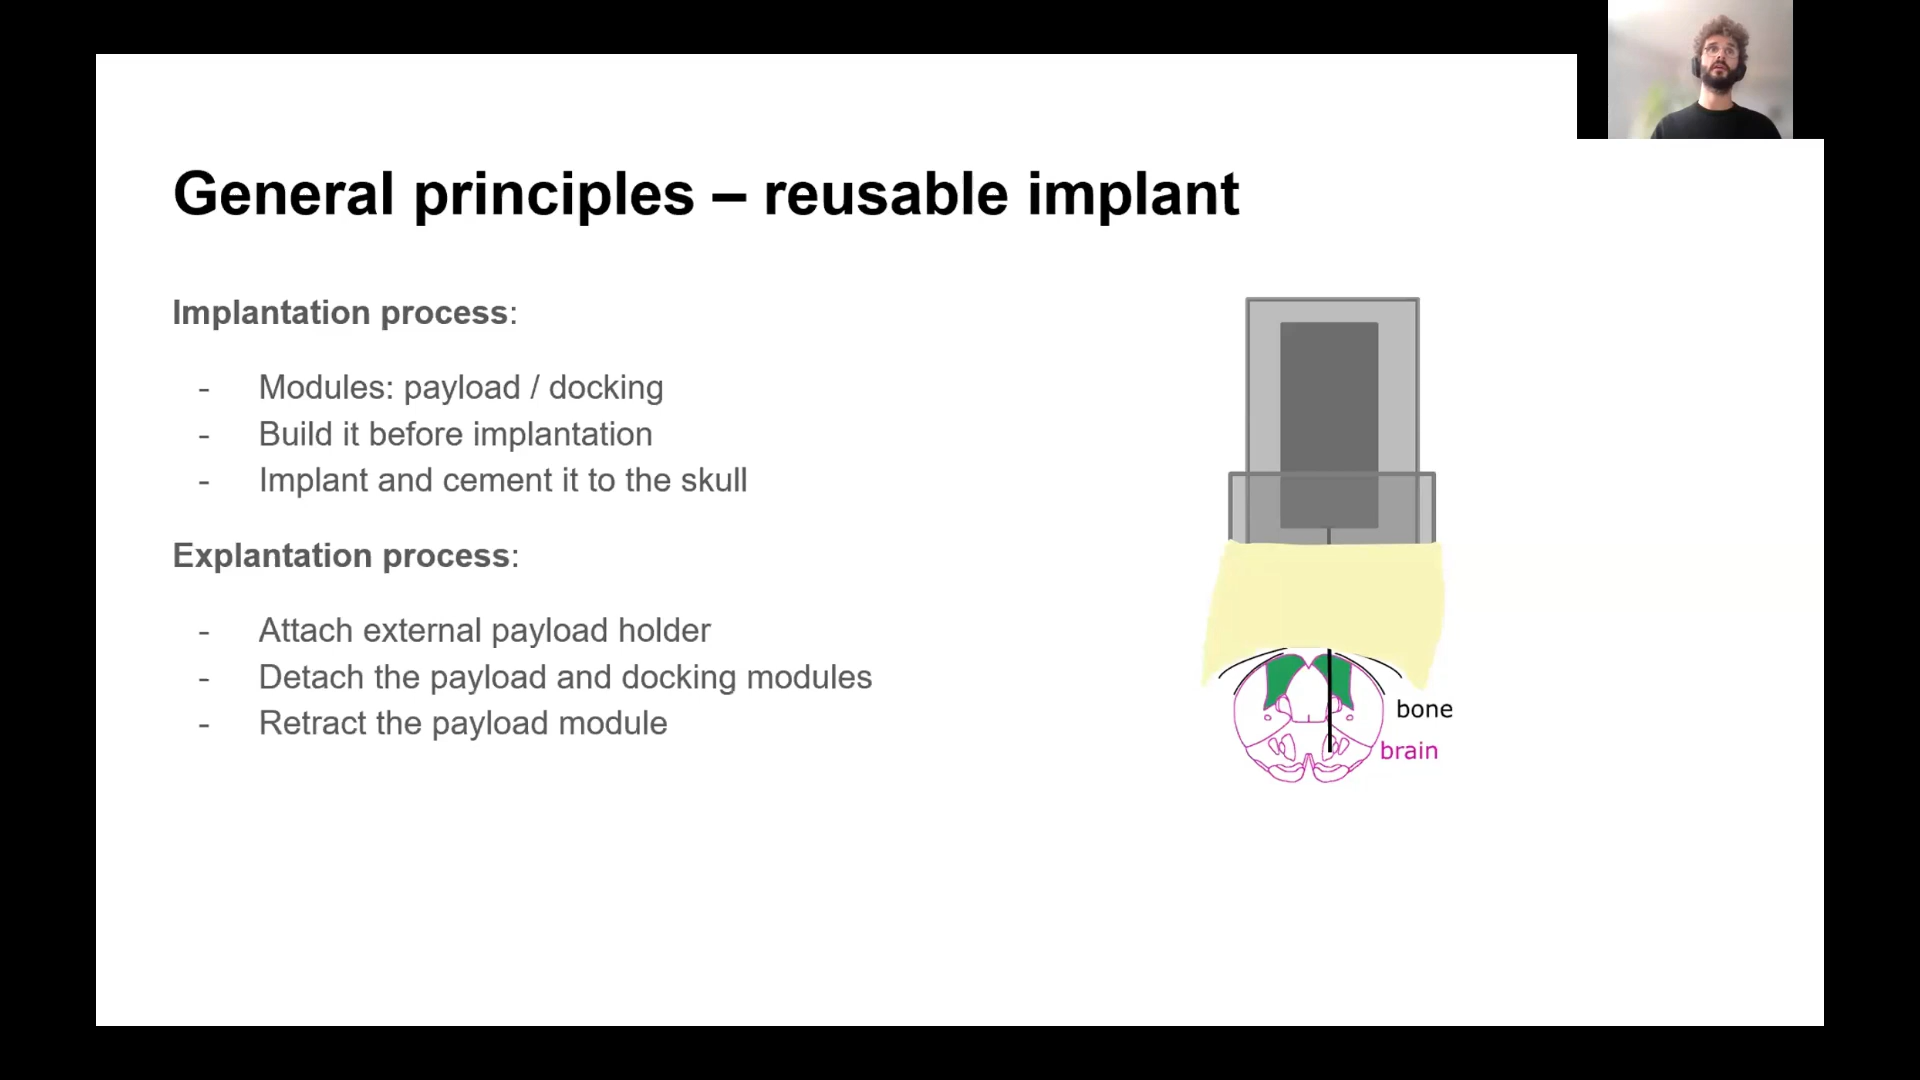 General principles – reusable implant
Implantation process:
- Modules: payload / docking
- Build it before implantation
- Implant and cement it to the skull
Explantation process:
- Attach external payload holder
- Detach the payload and docking modules
- Retract the payload module
bone
brain